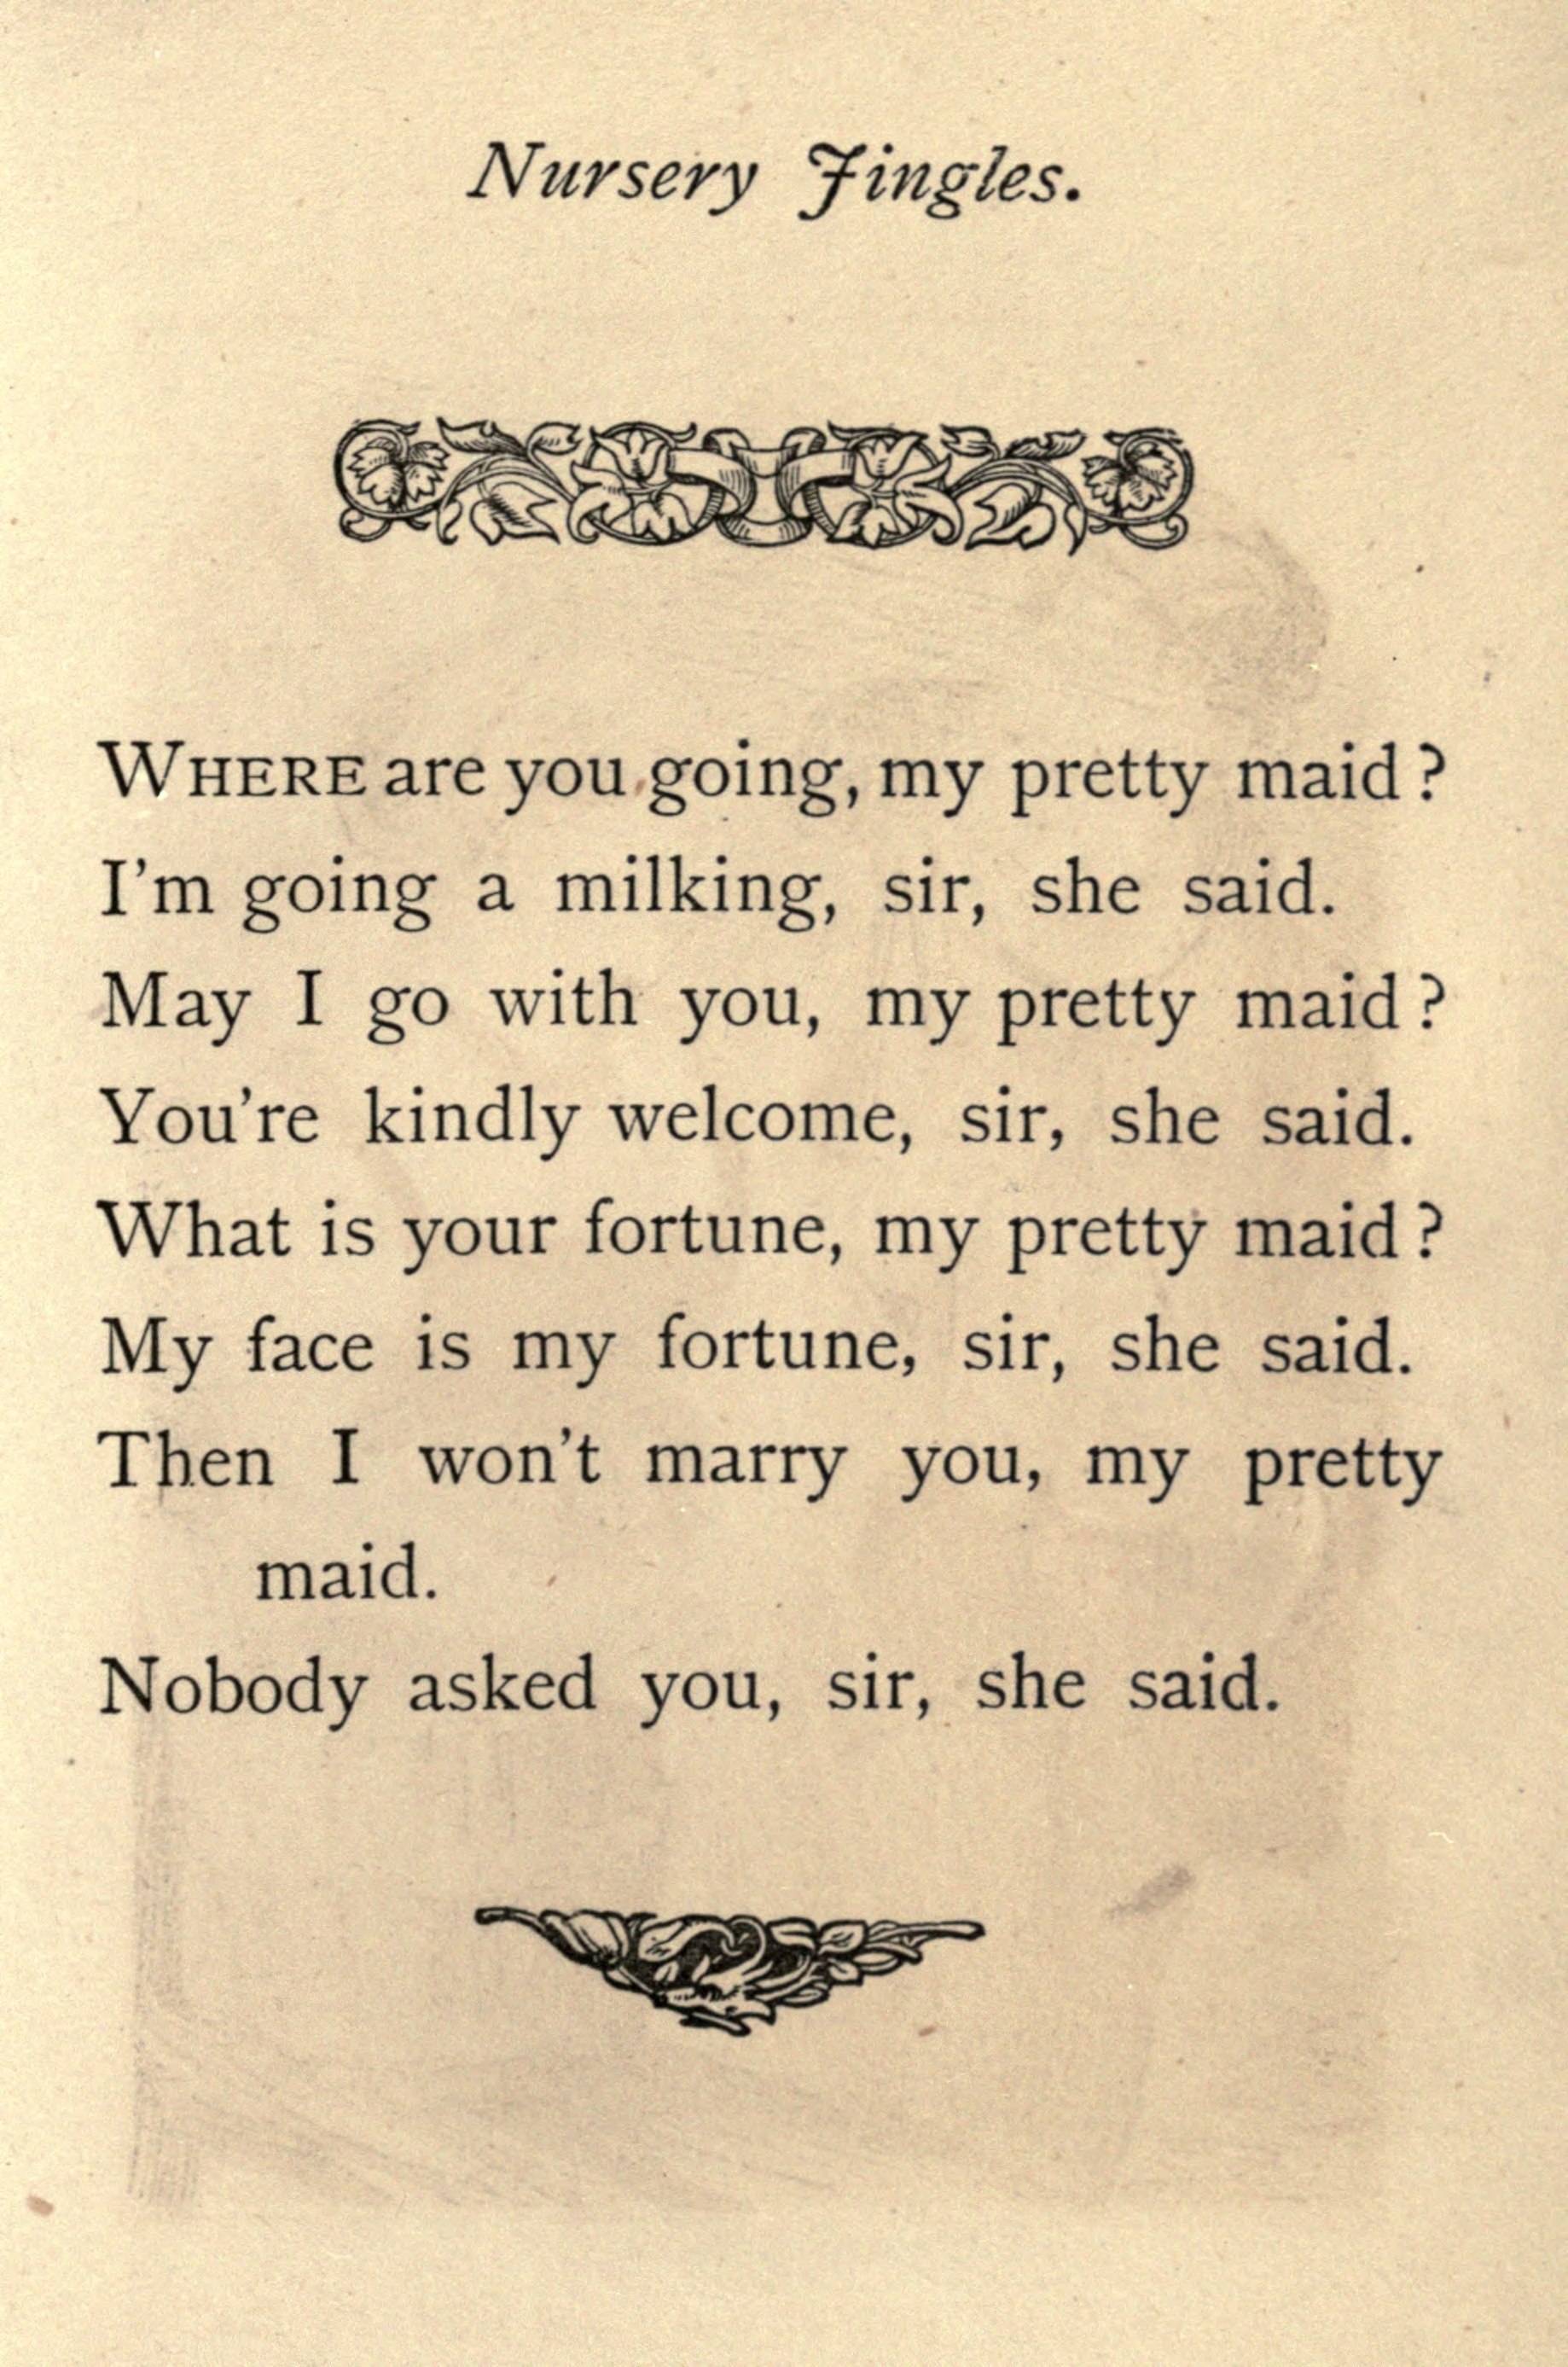 Nursery Jingles.
WHERE are you going, my pretty maid?
I'm going a milking, sir, she said.
May I go with you, my pretty maid?
You're kindly welcome, sir, she said.
What is your fortune, my pretty maid?
My face is my fortune, sir, she said.
Then I won't marry you, my pretty
maid.
Nobody asked you, sir, she said.